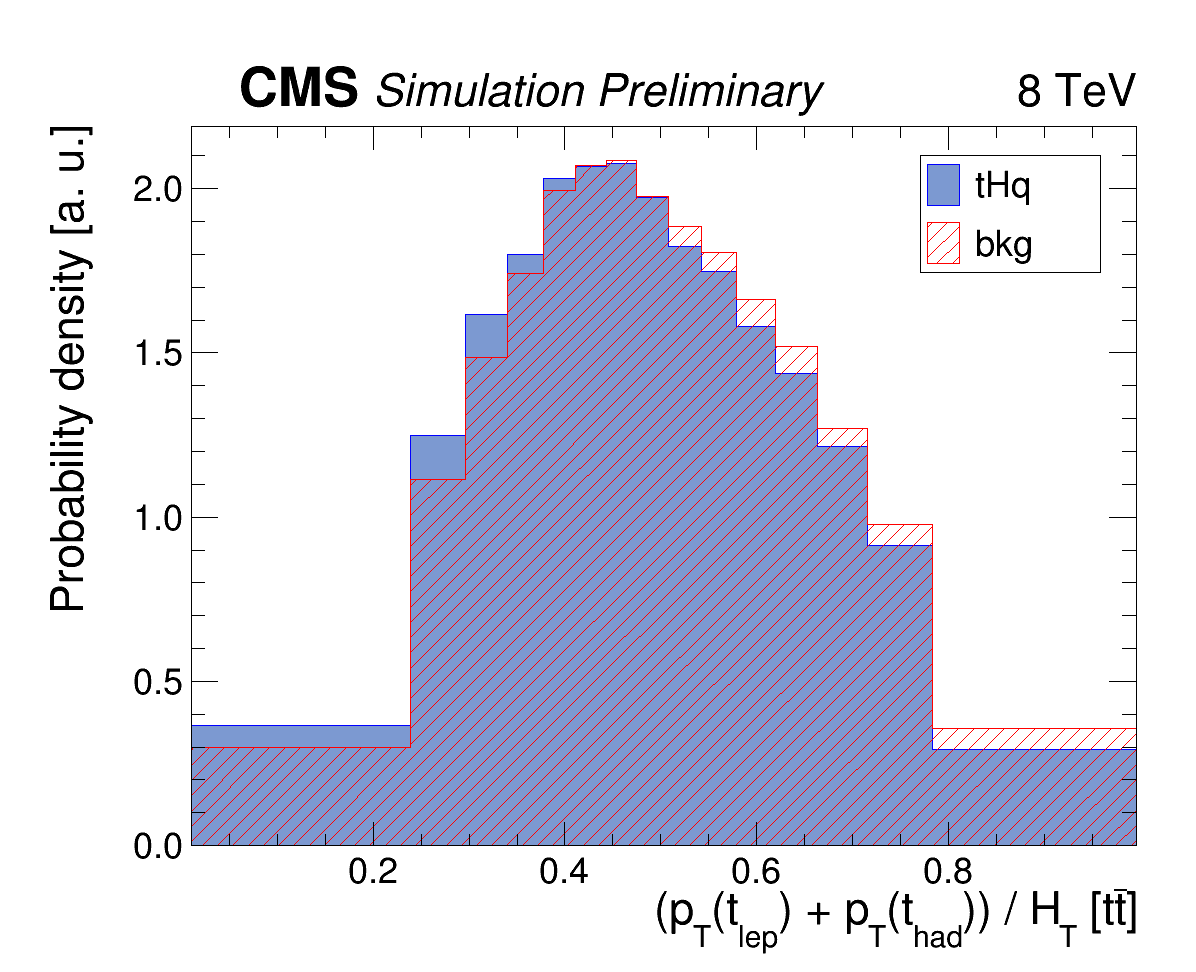 CMS Simulation Preliminary 8 TeV
Probability density [a. u.]
2.0
1.5
1.0
0.5
0.0
tHq
bkg
0.2 0.4 0.6 0.8
(p_T(t_lep) + p_T(t_had)) / H_T [tt̄]